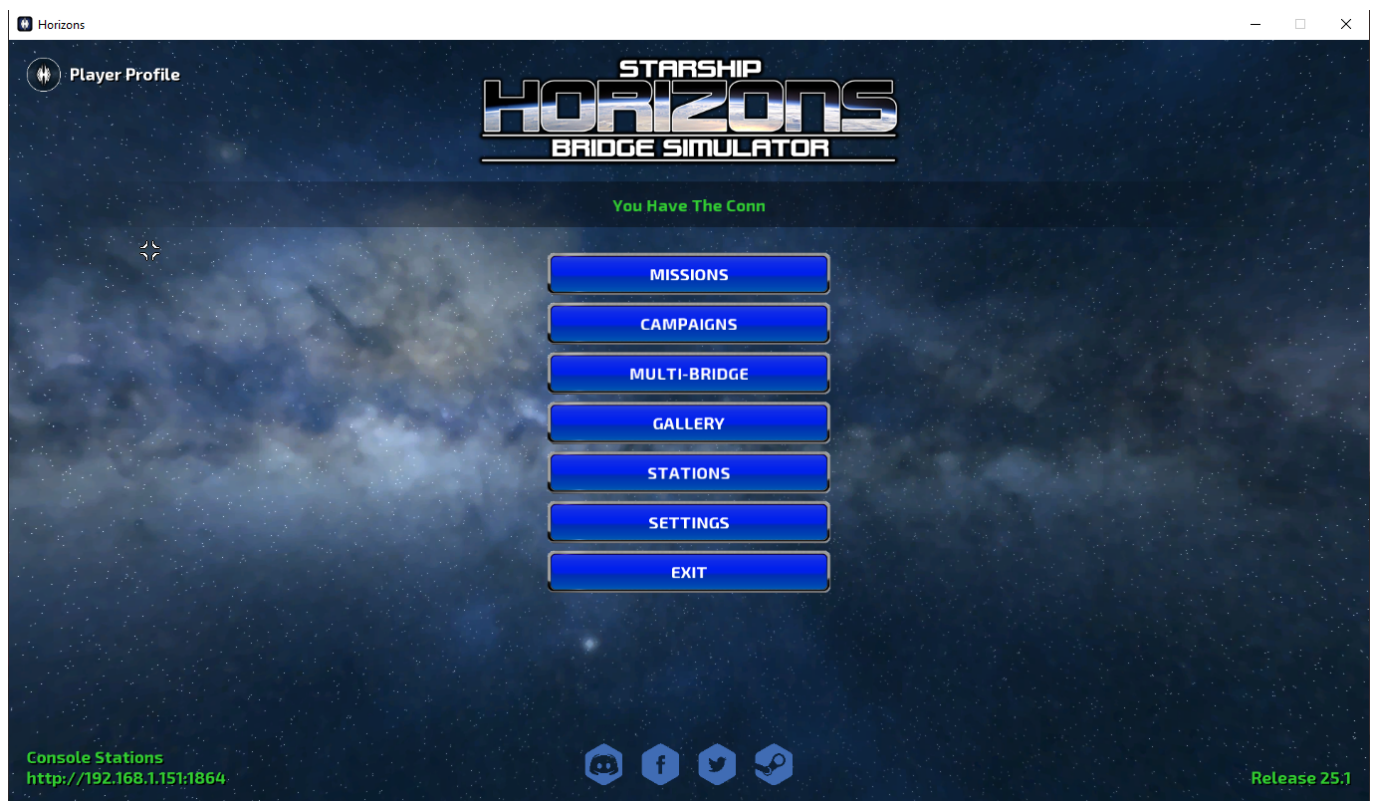 Horizons
Player Profile
STARSHIP
HORIZONS
BRIDGE SIMULATOR
You Have The Conn
MISSIONS
CAMPAIGNS
MULTI-BRIDGE
GALLERY
STATIONS
SETTINGS
EXIT
Console Stations
http://192.168.1.151:1864
Release 25.1